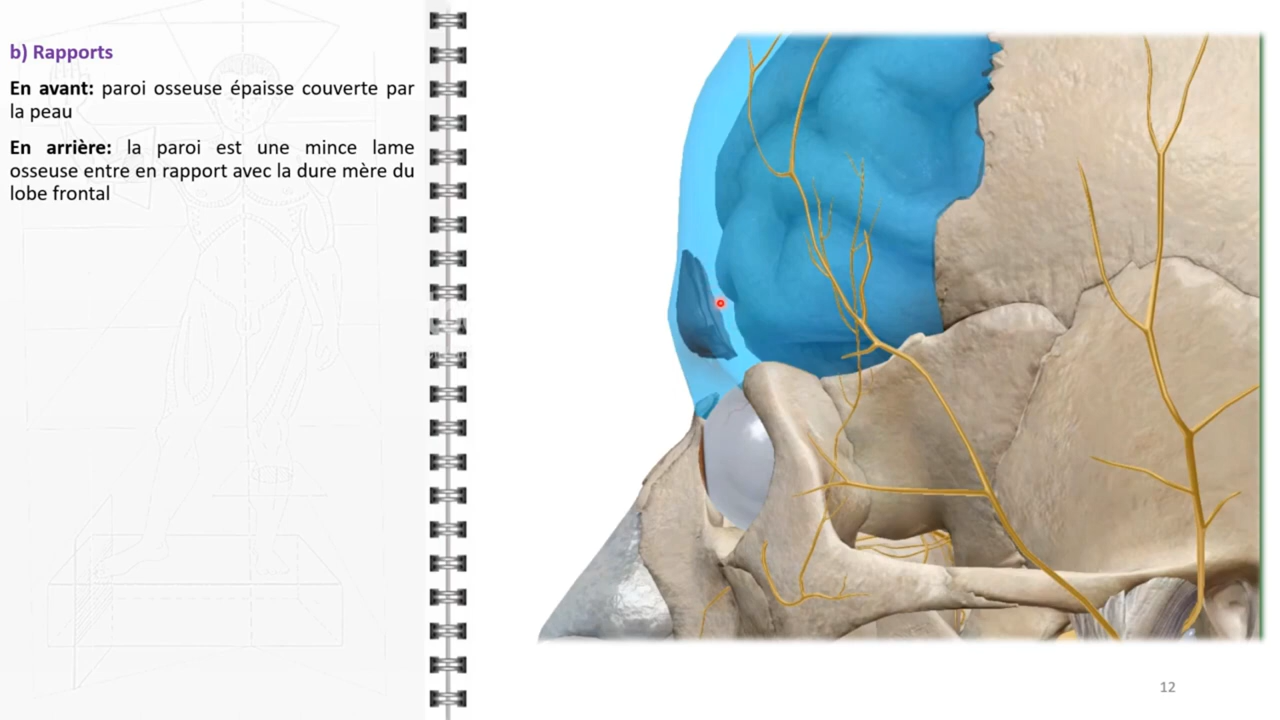 b) Rapports
En avant: paroi osseuse épaisse couverte par
la peau
En arrière: la paroi est une mince lame
osseuse entre en rapport avec la dure mère du
lobe frontal
12